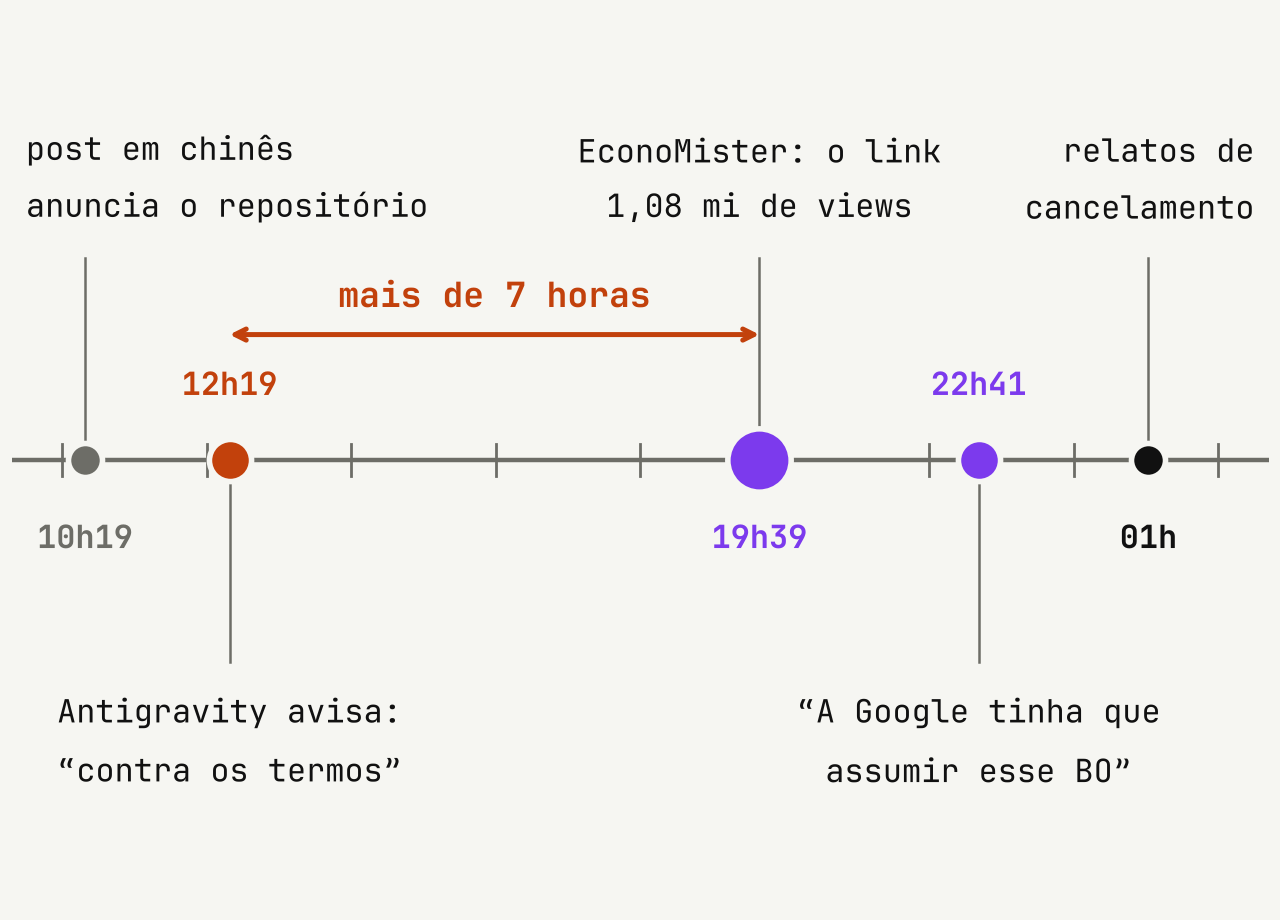 post em chinês
anuncia o repositório
EconoMister: o link
1,08 mi de views
relatos de
cancelamento
mais de 7 horas
12h19
22h41
10h19
19h39
01h
Antigravity avisa:
“contra os termos”
“A Google tinha que
assumir esse BO”